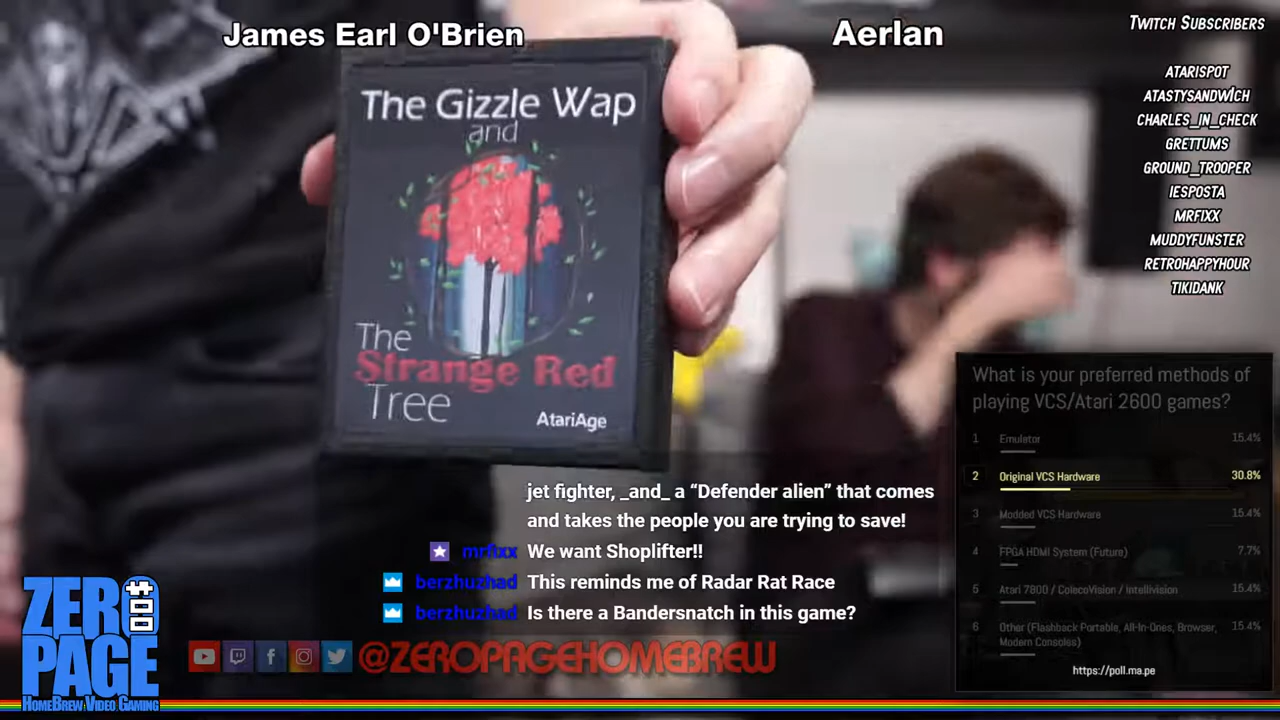 James Earl O'Brien
Aerlan
TWITCH SUBSCRIBERS
ATARISPOT
ATASTYSANDWICH
CHARLES_IN_CHECK
GRETTUMS
GROUND_TROOPER
IESPOSTA
MRFIXX
MUDDYFUNSTER
RETROHAPPYHOUR
TIKIDANK
The Gizzle Wap
and
The
Strange Red
Tree
AtariAge
What is your preferred methods of
playing VCS/Atari 2600 games?
1 Emulator 15.4%
2 Original VCS Hardware 30.8%
3 Modded VCS Hardware 15.4%
4 FPGA HDMI System (Future) 7.7%
5 Atari 7800 / ColecoVision / Intellivision 15.4%
6 Other (Flashback Portable, All-In-Ones, Browser, 15.4%
Modern Consoles)
https://poll.ma.pe
jet fighter, _and_ a “Defender alien” that comes
and takes the people you are trying to save!
mrfixx We want Shoplifter!!
berzhuzhad This reminds me of Radar Rat Race
berzhuzhad Is there a Bandersnatch in this game?
ZERO
PAGE
HOMEBREW VIDEO GAMING
@ZEROPAGEHOMEBREW